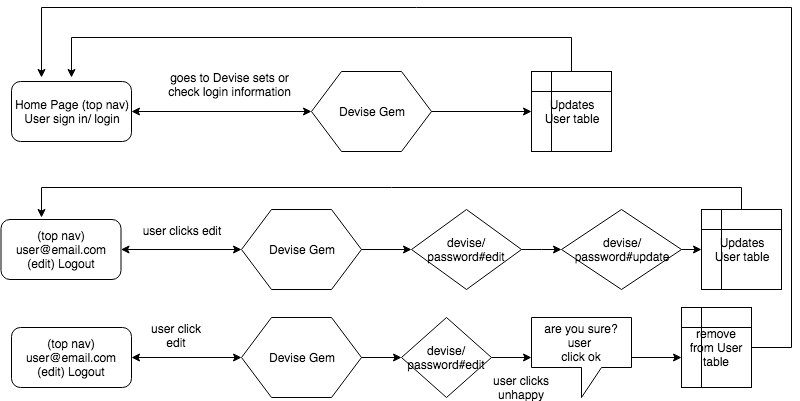 goes to Devise sets or
check login information
Home Page (top nav)
User sign in/ login
Devise Gem
Updates
User table
(top nav)
user@email.com
(edit) Logout
user clicks edit
Devise Gem
devise/
password#edit
devise/
password#update
Updates
User table
(top nav)
user@email.com
(edit) Logout
user click
edit
Devise Gem
devise/
password#edit
user clicks
unhappy
are you sure?
user
click ok
remove
from User
table